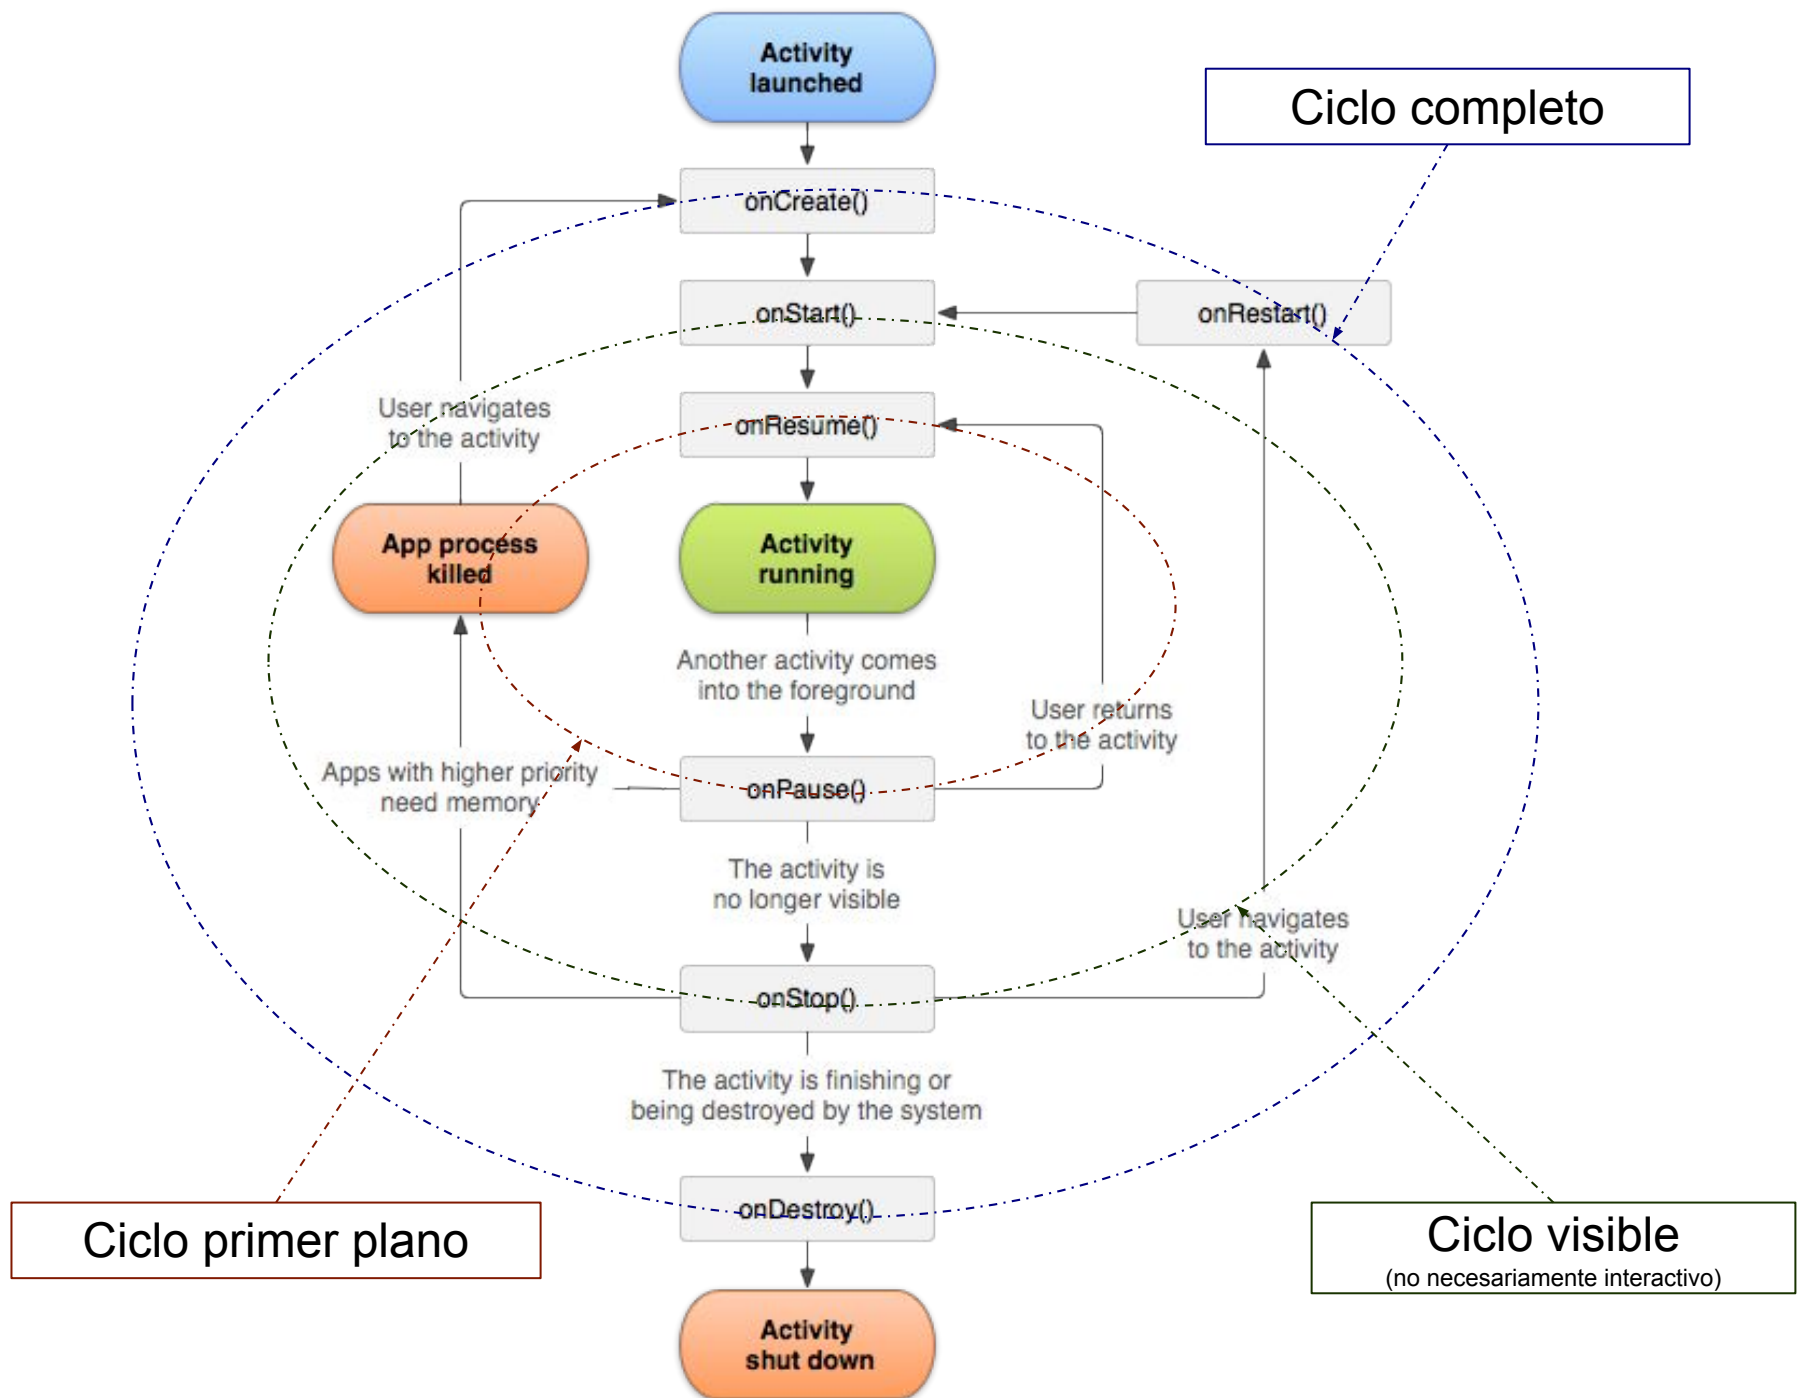 Activity
launched
Ciclo completo
onCreate()
onStart()
onRestart()
User navigates
to the activity
onResume()
App process
killed
Activity
running
Another activity comes
into the foreground
User returns
to the activity
Apps with higher priority
need memory
onPause()
The activity is
no longer visible
User navigates
to the activity
onStop()
The activity is finishing or
being destroyed by the system
onDestroy()
Ciclo primer plano
Ciclo visible
(no necesariamente interactivo)
Activity
shut down